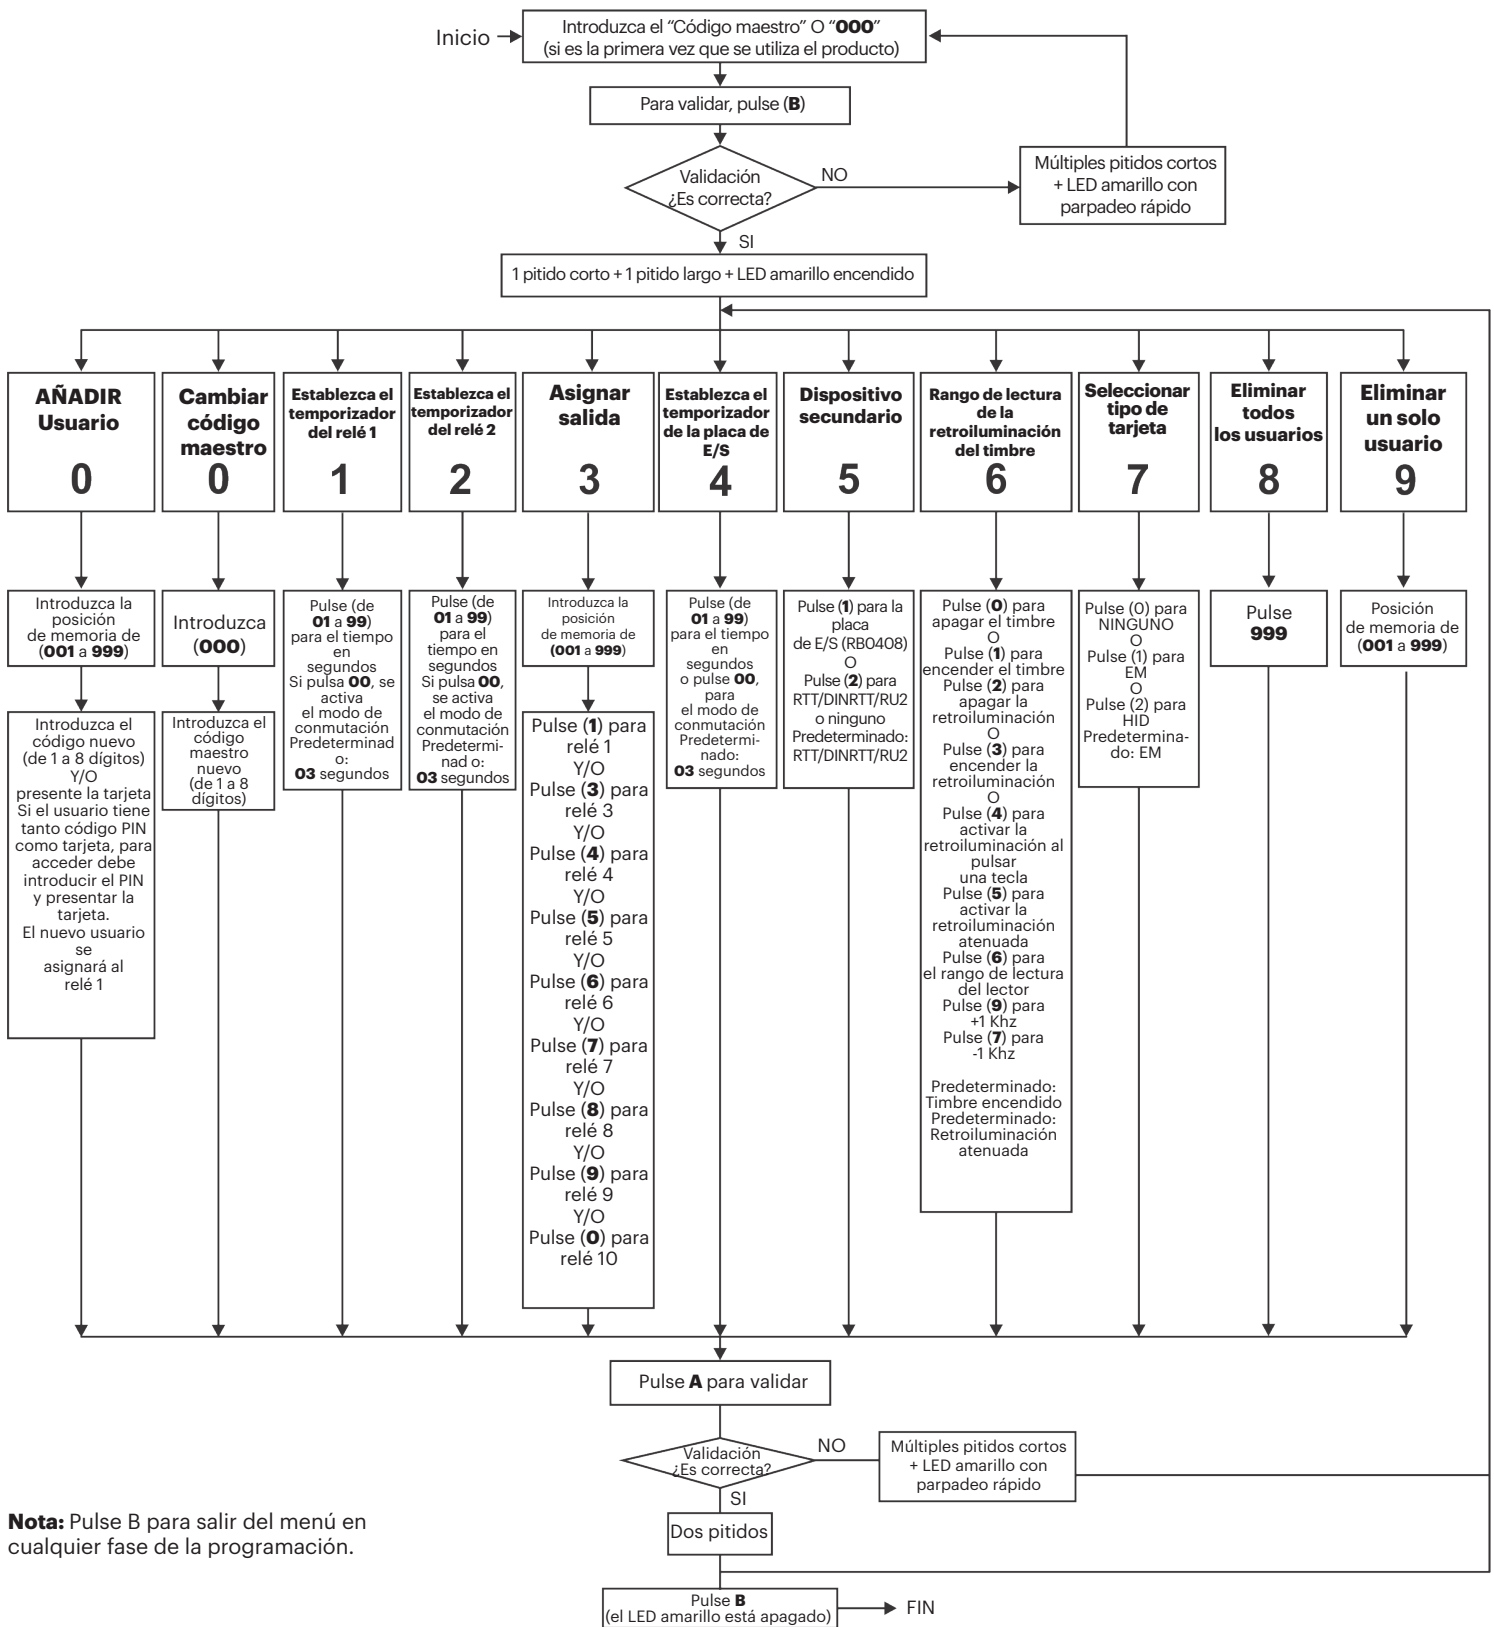 Inicio
Introduzca el “Código maestro” O “000”
(si es la primera vez que se utiliza el producto)
Para validar, pulse (B)
Validación
¿Es correcta?
NO
Múltiples pitidos cortos
+ LED amarillo con
parpadeo rápido
SI
1 pitido corto + 1 pitido largo + LED amarillo encendido
AÑADIR
Usuario
0
Introduzca la
posición
de memoria de
(001 a 999)
Introduzca el
código nuevo
(de 1 a 8 dígitos)
Y/O
presente la tarjeta
Si el usuario tiene
tanto código PIN
como tarjeta, para
acceder debe
introducir el PIN
y presentar la
tarjeta.
El nuevo usuario
se
asignará al
relé 1
Cambiar
código
maestro
0
Introduzca
(000)
Introduzca el
código
maestro
nuevo
(de 1 a 8
dígitos)
Establezca el
temporizador
del relé 1
1
Pulse (de
01 a 99)
para el tiempo
en
segundos
Si pulsa 00, se
activa
el modo de
conmutación
Predeterminad
o:
03 segundos
Establezca el
temporizador
del relé 2
2
Pulse (de
01 a 99)
para el
tiempo en
segundos
Si pulsa 00,
se activa
el modo de
conmutación
Predetermi-
nad o:
03 segundos
Asignar
salida
3
Introduzca la
posición
de memoria de
(001 a 999)
Pulse (1) para
relé 1
Y/O
Pulse (3) para
relé 3
Y/O
Pulse (4) para
relé 4
Y/O
Pulse (5) para
relé 5
Y/O
Pulse (6) para
relé 6
Y/O
Pulse (7) para
relé 7
Y/O
Pulse (8) para
relé 8
Y/O
Pulse (9) para
relé 9
Y/O
Pulse (0) para
relé 10
Establezca el
temporizador
de la placa de
E/S
4
Pulse (de
01 a 99)
para el tiempo
en
segundos
o pulse 00,
para
el modo de
conmutación
Predetermi-
nado:
03 segundos
Dispositivo
secundario
5
Pulse (1) para la
placa
de E/S (RB0408)
O
Pulse (2) para
RTT/DINRTT/RU2
o ninguno
Predeterminado:
RTT/DINRTT/RU2
Rango de lectura
de la
retroiluminación
del timbre
6
Pulse (0) para
apagar el timbre
O
Pulse (1) para
encender el timbre
Pulse (2) para
apagar la
retroiluminación
O
Pulse (3) para
encender la
retroiluminación
O
Pulse (4) para
activar la
retroiluminación al
pulsar
una tecla
Pulse (5) para
activar la
retroiluminación
atenuada
Pulse (6) para
el rango de lectura
del lector
Pulse (9) para
+1 Khz
Pulse (7) para
-1 Khz
Predeterminado:
Timbre encendido
Predeterminado:
Retroiluminación
atenuada
Seleccionar
tipo de
tarjeta
7
Pulse (0) para
NINGUNO
O
Pulse (1) para
EM
O
Pulse (2) para
HID
Predetermina-
do: EM
Eliminar
todos
los usuarios
8
Pulse
999
Eliminar
un solo
usuario
9
Posición
de memoria de
(001 a 999)
Pulse A para validar
Validación
¿Es correcta?
NO
Múltiples pitidos cortos
+ LED amarillo con
parpadeo rápido
SI
Dos pitidos
Pulse B
(el LED amarillo está apagado)
FIN
Nota: Pulse B para salir del menú en
cualquier fase de la programación.